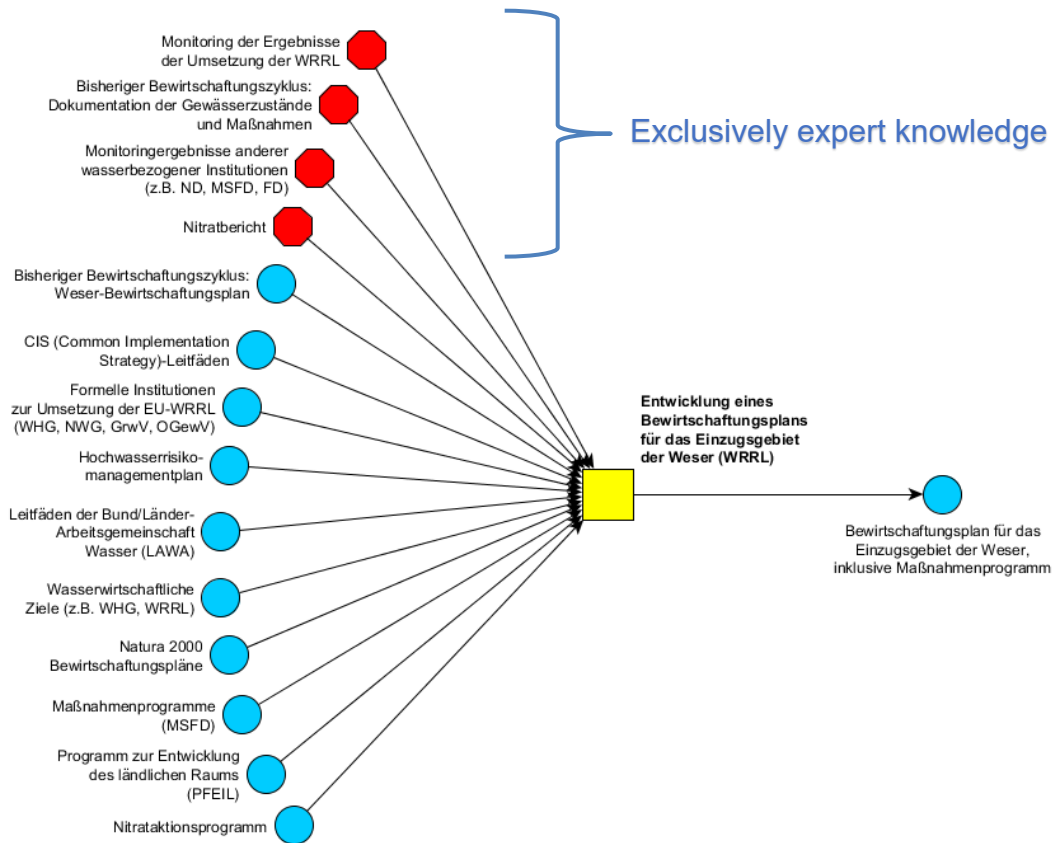 Monitoring der Ergebnisse
der Umsetzung der WRRL
Bisheriger Bewirtschaftungszyklus:
Dokumentation der Gewässerzustände
und Maßnahmen
Monitoringergebnisse anderer
wasserbezogener Institutionen
(z.B. ND, MSFD, FD)
Nitratbericht
Exclusively expert knowledge
Bisheriger Bewirtschaftungszyklus:
Weser-Bewirtschaftungsplan
CIS (Common Implementation
Strategy)-Leitfäden
Formelle Institutionen
zur Umsetzung der EU-WRRL
(WHG, NWG, GrwV, OGewV)
Hochwasserrisiko-
managementplan
Leitfäden der Bund/Länder-
Arbeitsgemeinschaft
Wasser (LAWA)
Wasserwirtschaftliche
Ziele (z.B. WHG, WRRL)
Natura 2000
Bewirtschaftungspläne
Maßnahmenprogramme
(MSFD)
Programm zur Entwicklung
des ländlichen Raums
(PFEIL)
Nitrataktionsprogramm
Entwicklung eines
Bewirtschaftungsplans
für das Einzugsgebiet
der Weser (WRRL)
Bewirtschaftungsplan für das
Einzugsgebiet der Weser,
inklusive Maßnahmenprogramm